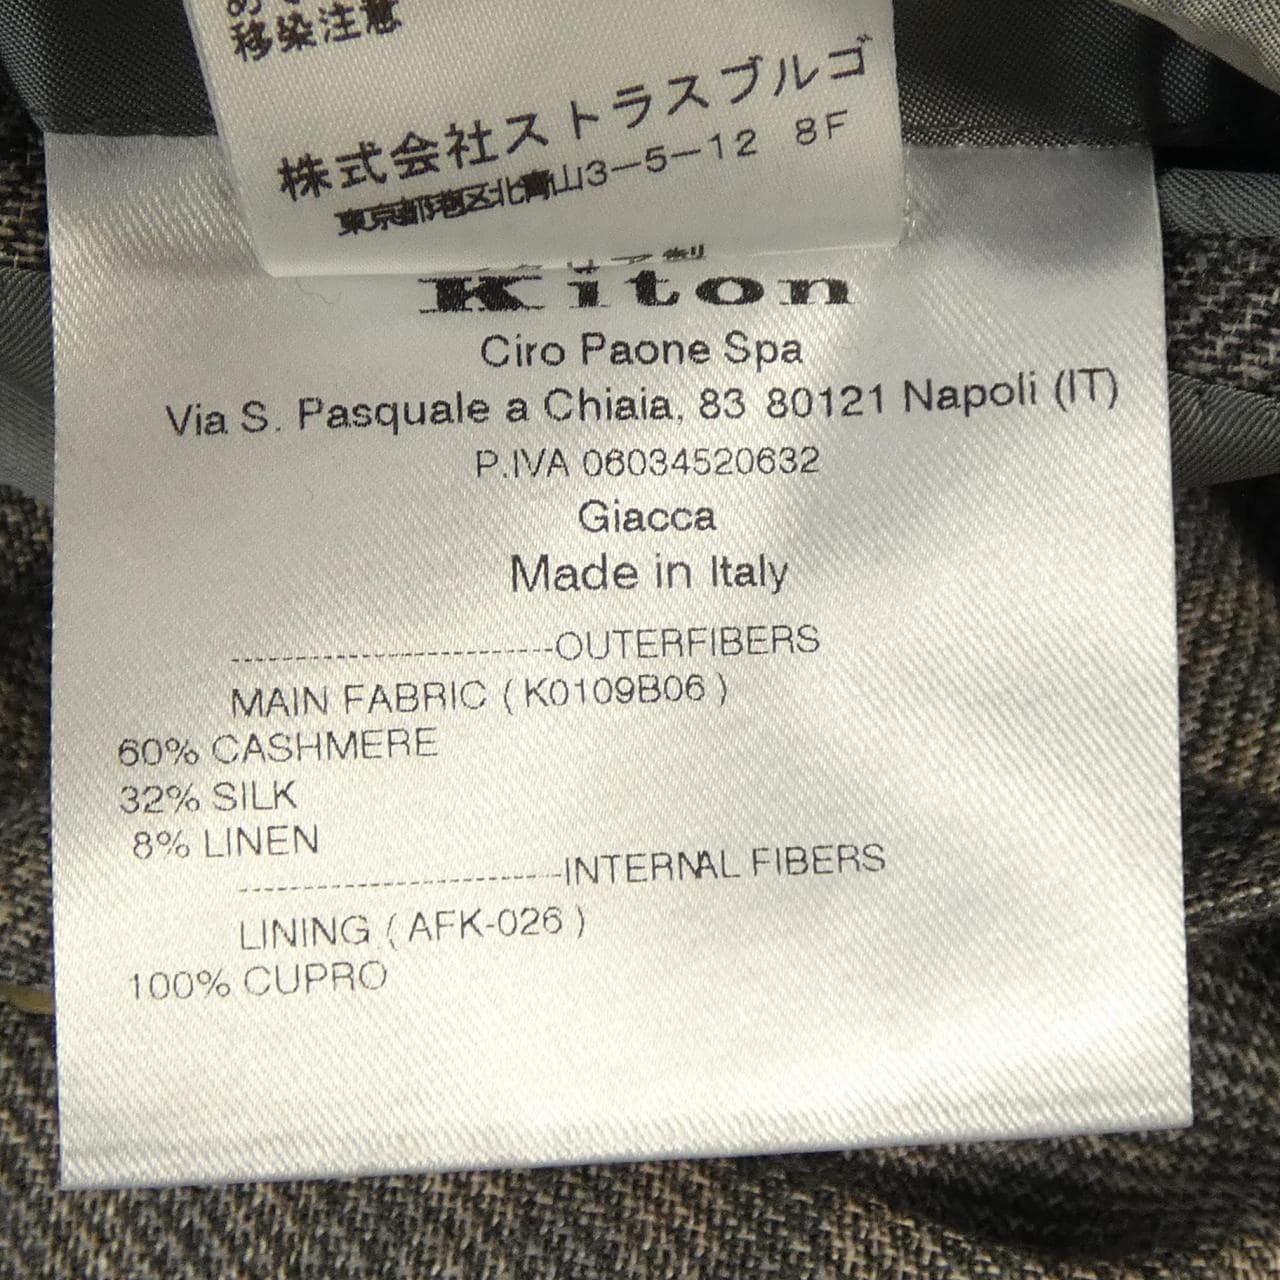 移染注意
株式会社ストラスブルゴ
東京都港区北青山3-5-12 8F
Kiton
Ciro Paone Spa
Via S. Pasquale a Chiaia, 83 80121 Napoli (IT)
P.IVA 06034520632
Giacca
Made in Italy
-------------------------OUTERFIBERS
MAIN FABRIC ( K0109B06 )
60% CASHMERE
32% SILK
8% LINEN
-------------------------INTERNAL FIBERS
LINING ( AFK-026 )
100% CUPRO